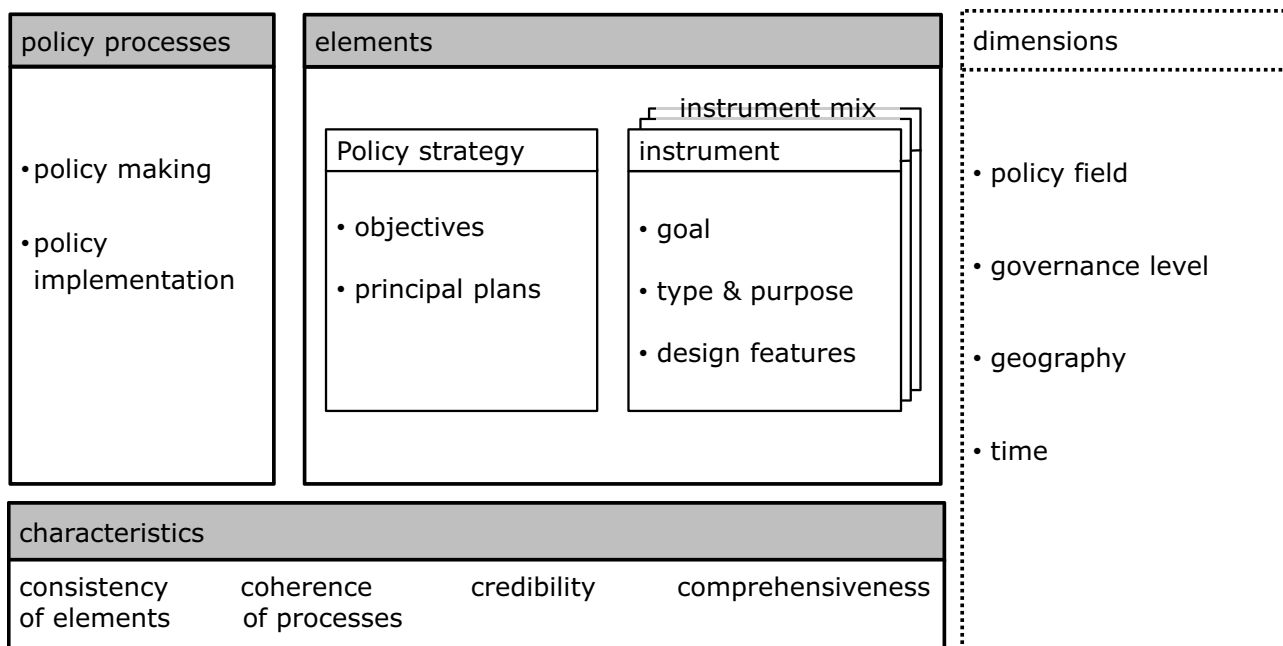 policy processes
• policy making
• policy
implementation
elements
Policy strategy
• objectives
• principal plans
instrument mix
instrument
• goal
• type & purpose
• design features
dimensions
• policy field
• governance level
• geography
• time
characteristics
consistency
of elements
coherence
of processes
credibility
comprehensiveness